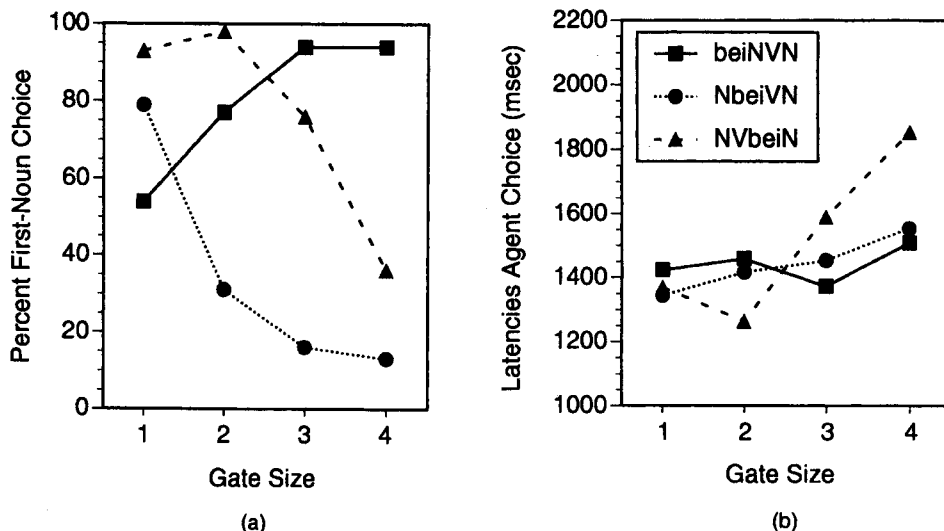 Percent First-Noun Choice
100
80
60
40
20
0
1 2 3 4
Gate Size
(a)
Latencies Agent Choice (msec)
2200
2000
1800
1600
1400
1200
1000
beiNVN
NbeiVN
NVbeiN
1 2 3 4
Gate Size
(b)